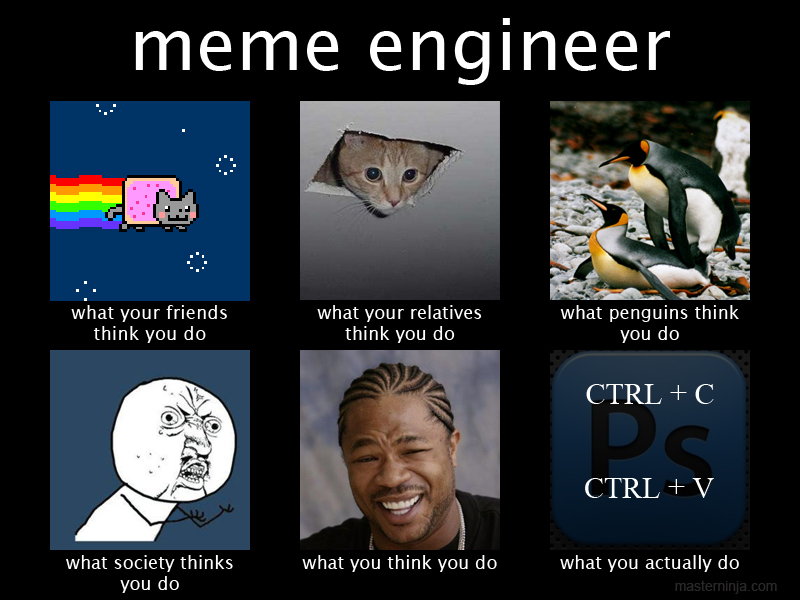 meme engineer
what your friends
think you do
what your relatives
think you do
what penguins think
you do
what society thinks
you do
what you think you do
Ps
CTRL + C
CTRL + V
what you actually do
masterninja.com